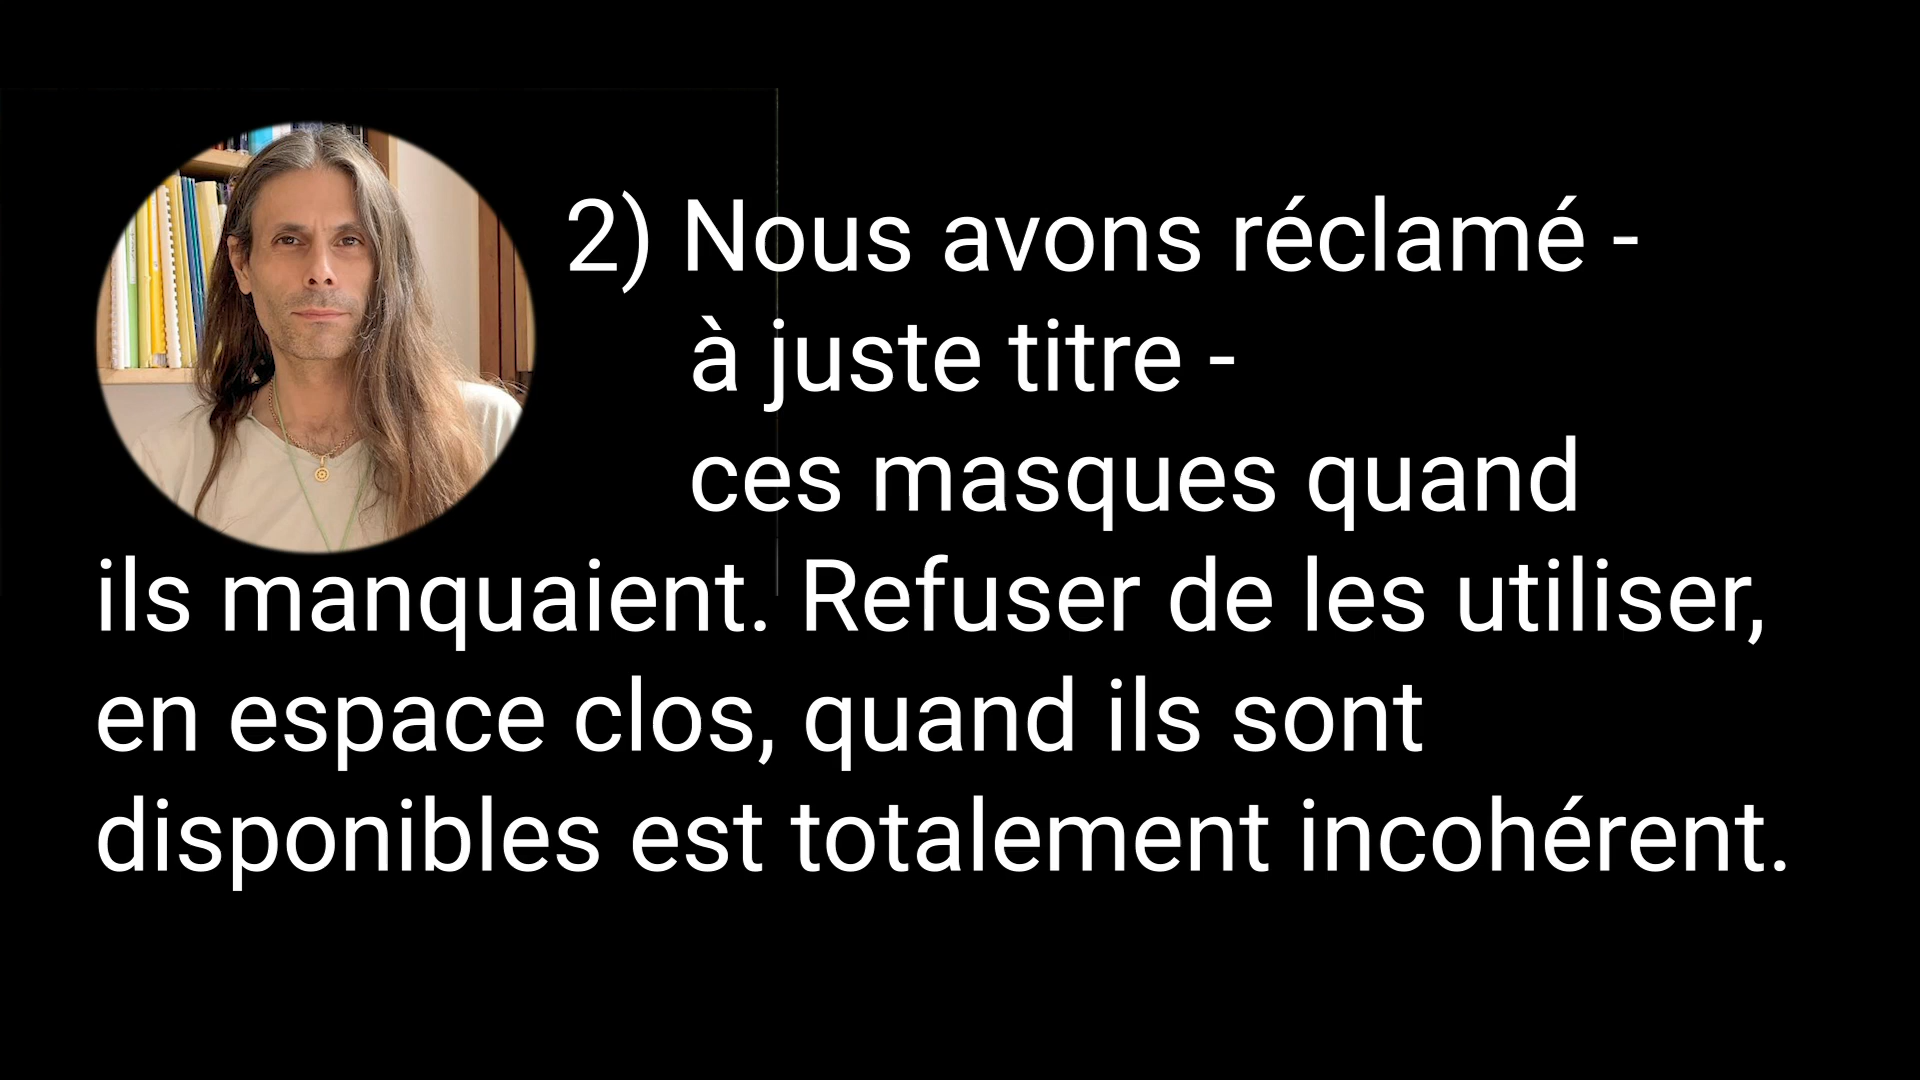 2) Nous avons réclamé -
à juste titre -
ces masques quand
ils manquaient. Refuser de les utiliser,
en espace clos, quand ils sont
disponibles est totalement incohérent.